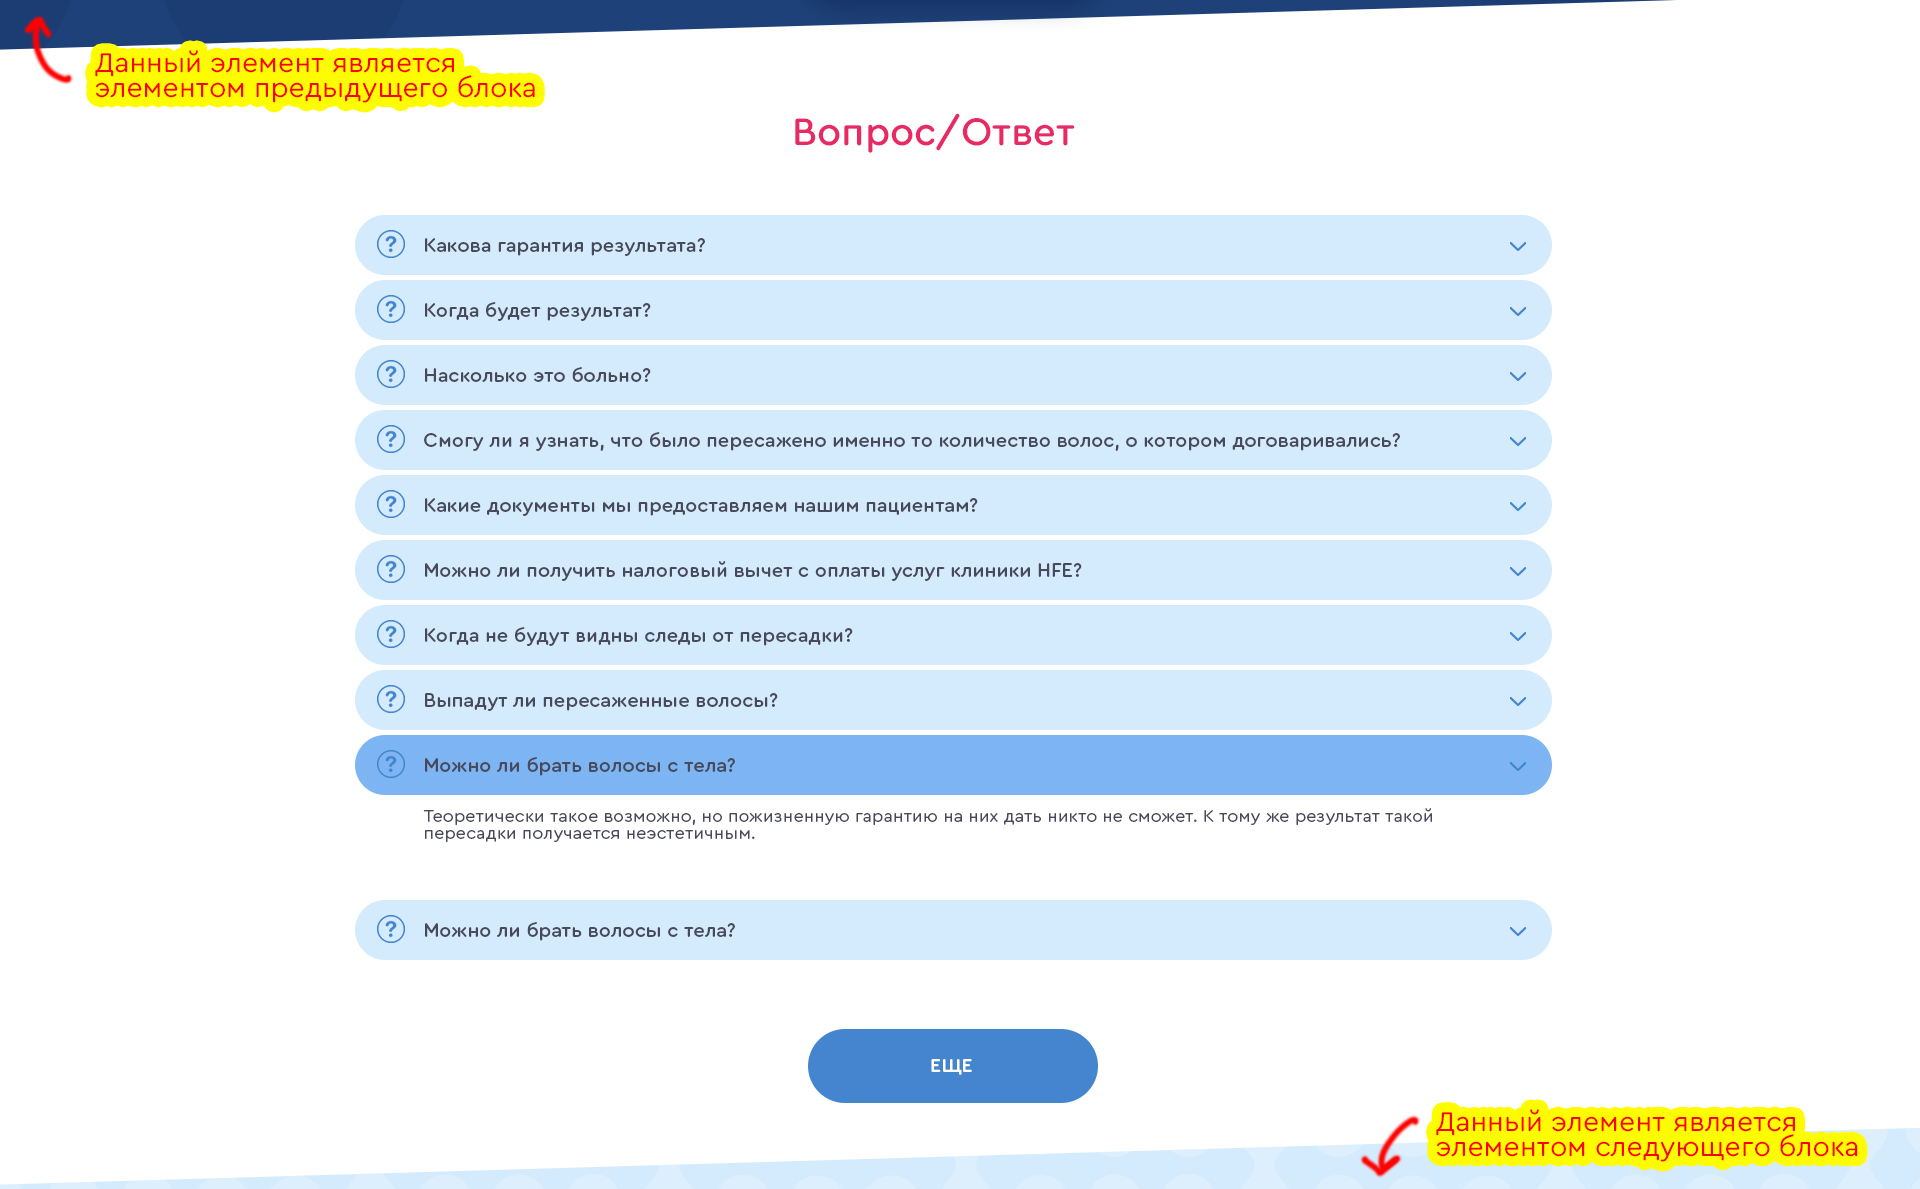 Данный элемент является
элементом предыдущего блока
Вопрос/Ответ
? Какова гарантия результата?
? Когда будет результат?
? Насколько это больно?
? Смогу ли я узнать, что было пересажено именно то количество волос, о котором договаривались?
? Какие документы мы предоставляем нашим пациентам?
? Можно ли получить налоговый вычет с оплаты услуг клиники HFE?
? Когда не будут видны следы от пересадки?
? Выпадут ли пересаженные волосы?
? Можно ли брать волосы с тела?
Теоретически такое возможно, но пожизненную гарантию на них дать никто не сможет. К тому же результат такой
пересадки получается неэстетичным.
? Можно ли брать волосы с тела?
ЕЩЕ
Данный элемент является
элементом следующего блока